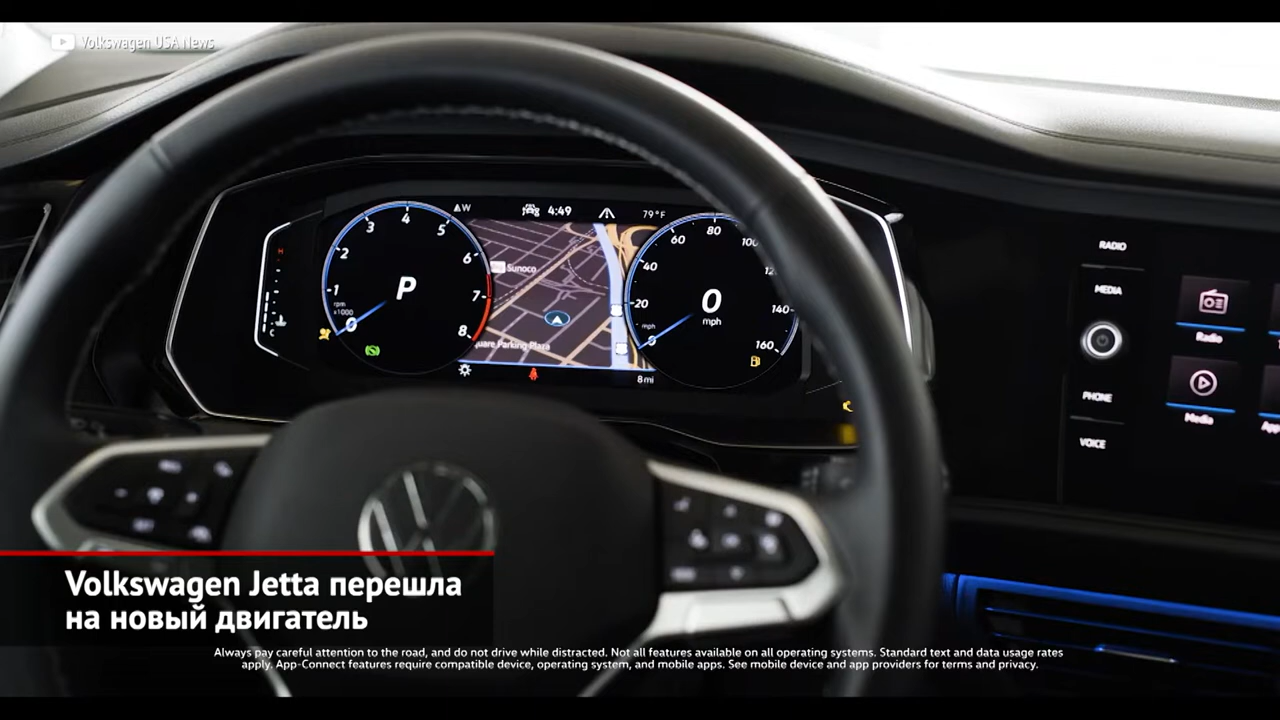 Volkswagen USA News
W
4:49
79°F
4
3
5
2
6
1
7
8
0
rpm
x1000
P
H
C
Sunoco
uare Parking Plaza
80
60
100
40
20
140
160
0
mph
0
mph
8 mi
RADIO
MEDIA
PHONE
VOICE
Radio
Media
Volkswagen Jetta перешла
на новый двигатель
Always pay careful attention to the road, and do not drive while distracted. Not all features available on all operating systems. Standard text and data usage rates
apply. App-Connect features require compatible device, operating system, and mobile apps. See mobile device and app providers for terms and privacy.